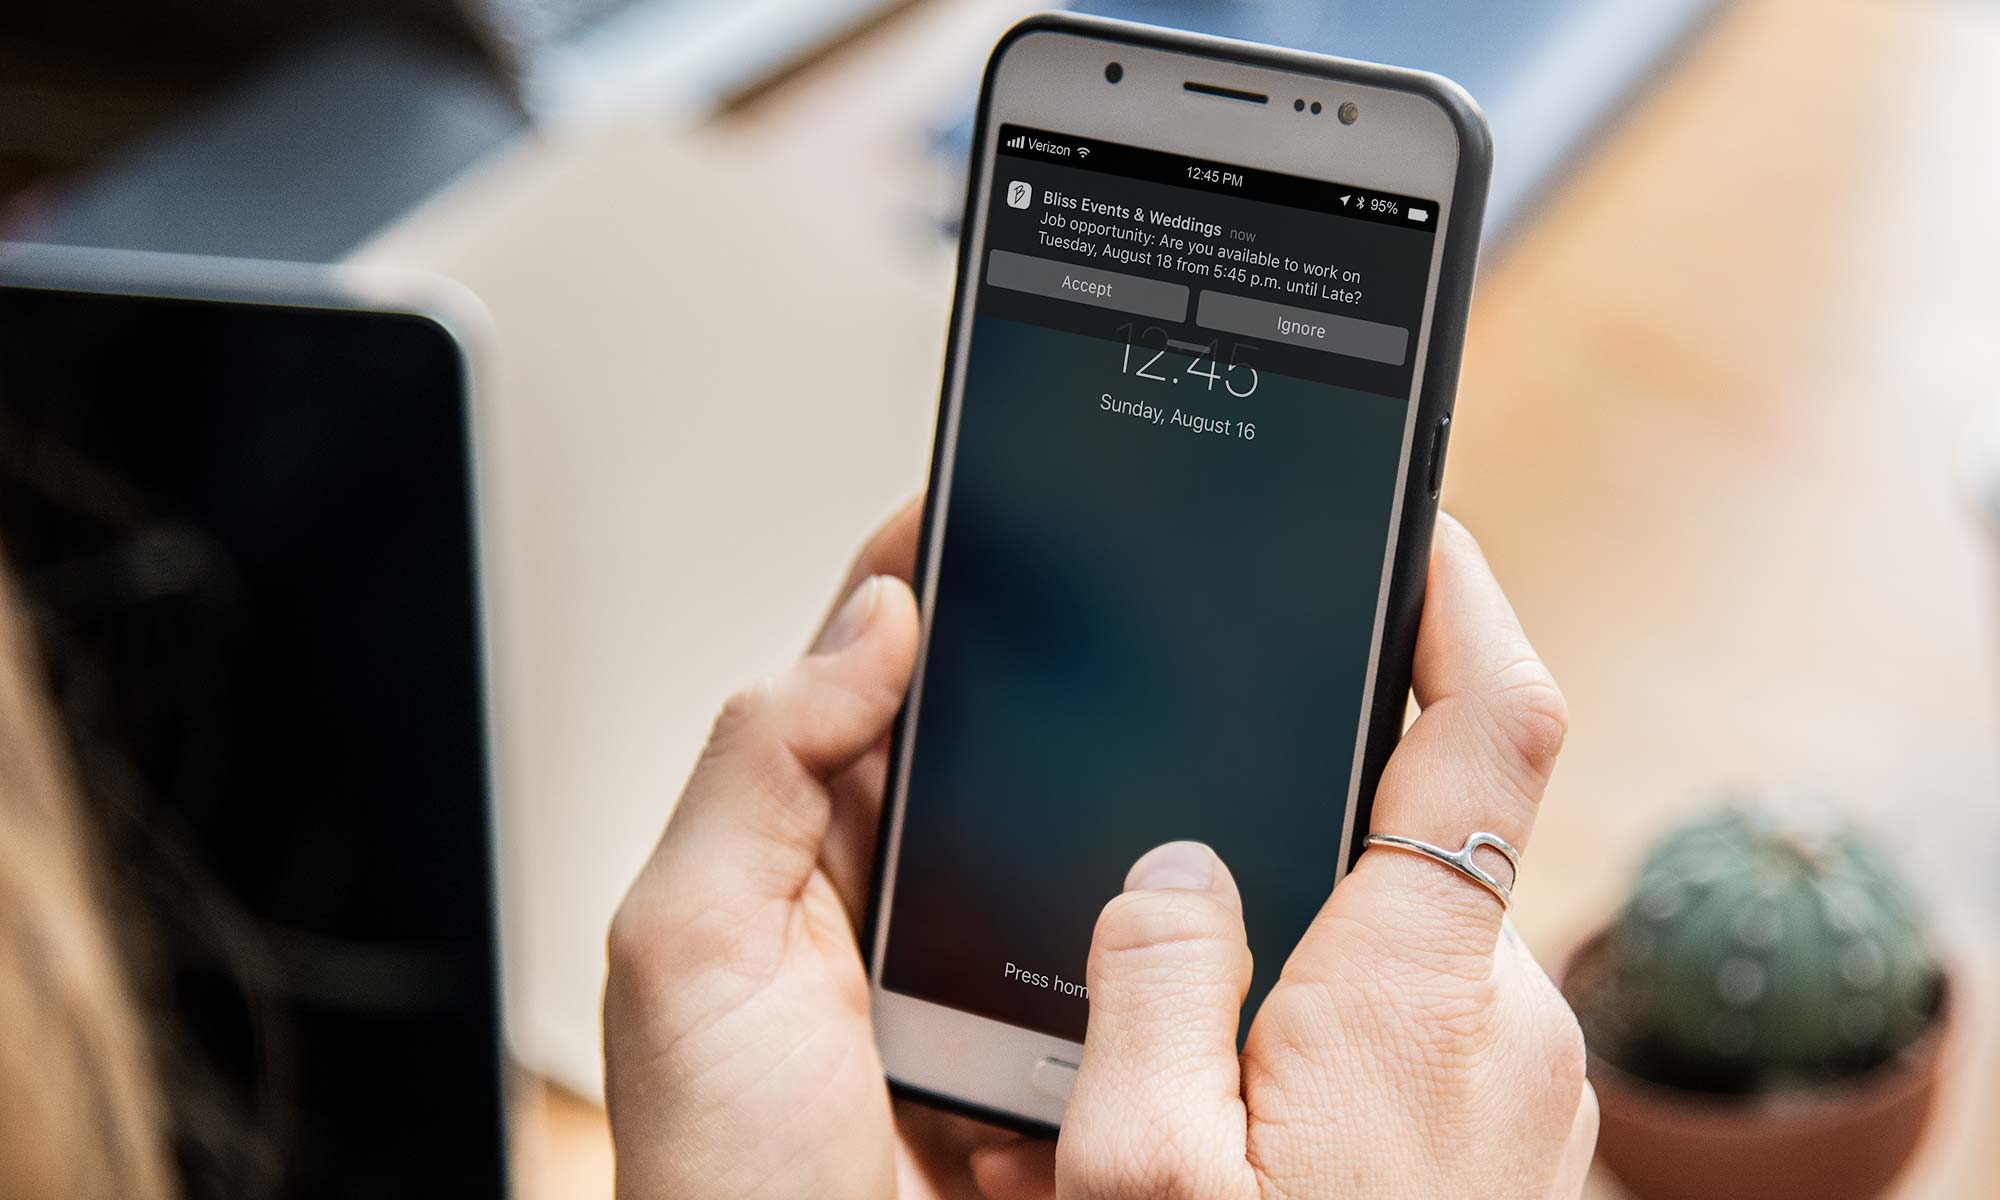 Verizon
12:45 PM
95%
B
Bliss Events & Weddings now
Job opportunity: Are you available to work on
Tuesday, August 18 from 5:45 p.m. until Late?
Accept
Ignore
12:45
Sunday, August 16
Press hom